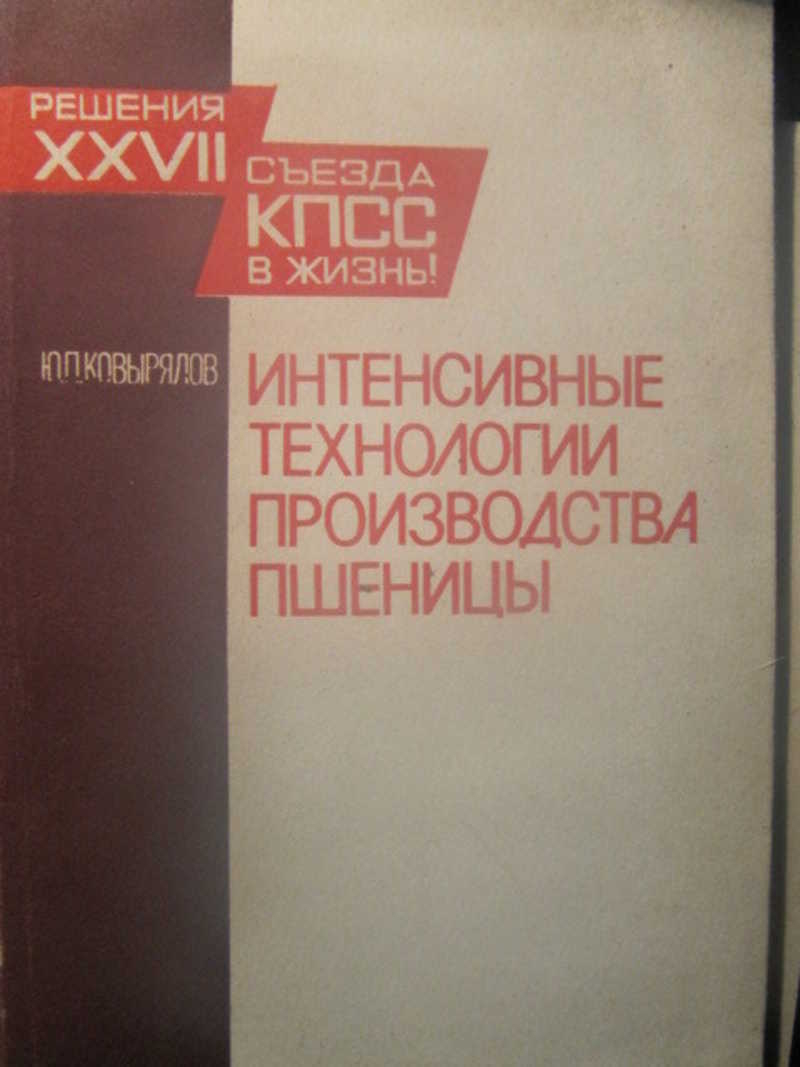 РЕШЕНИЯ
XXVII
СЪЕЗДА
КПСС
В ЖИЗНЬ!
Ю.П.КОВЫРЯЛОВ
ИНТЕНСИВНЫЕ
ТЕХНОЛОГИИ
ПРОИЗВОДСТВА
ПШЕНИЦЫ